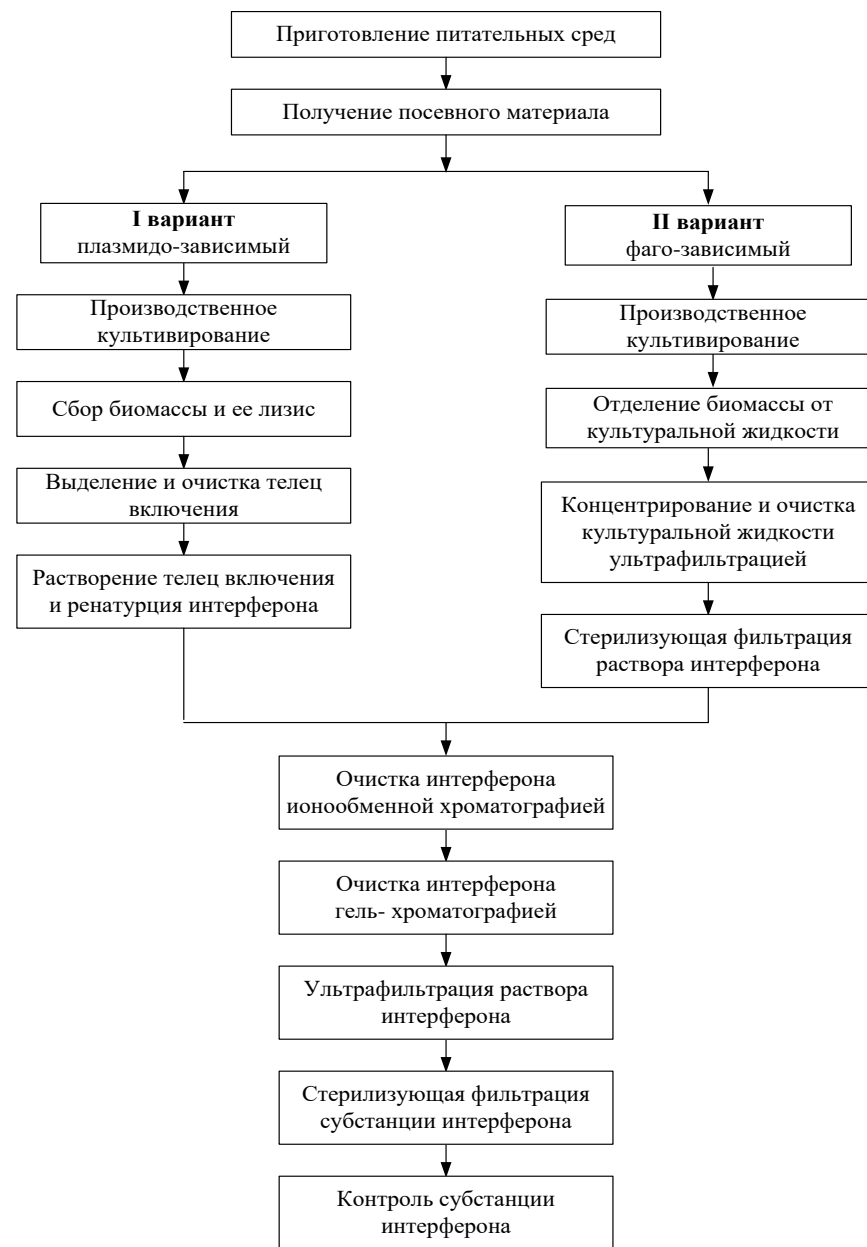 Приготовление питательных сред
Получение посевного материала
I вариант
плазмидо-зависимый
Производственное
культивирование
Сбор биомассы и ее лизис
Выделение и очистка телец
включения
Растворение телец включения
и ренатурция интерферона
II вариант
фаго-зависимый
Производственное
культивирование
Отделение биомассы от
культуральной жидкости
Концентрирование и очистка
культуральной жидкости
ультрафильтрацией
Стерилизующая фильтрация
раствора интерферона
Очистка интерферона
ионообменной хроматографией
Очистка интерферона
гель- хроматографией
Ультрафильтрация раствора
интерферона
Стерилизующая фильтрация
субстанции интерферона
Контроль субстанции
интерферона